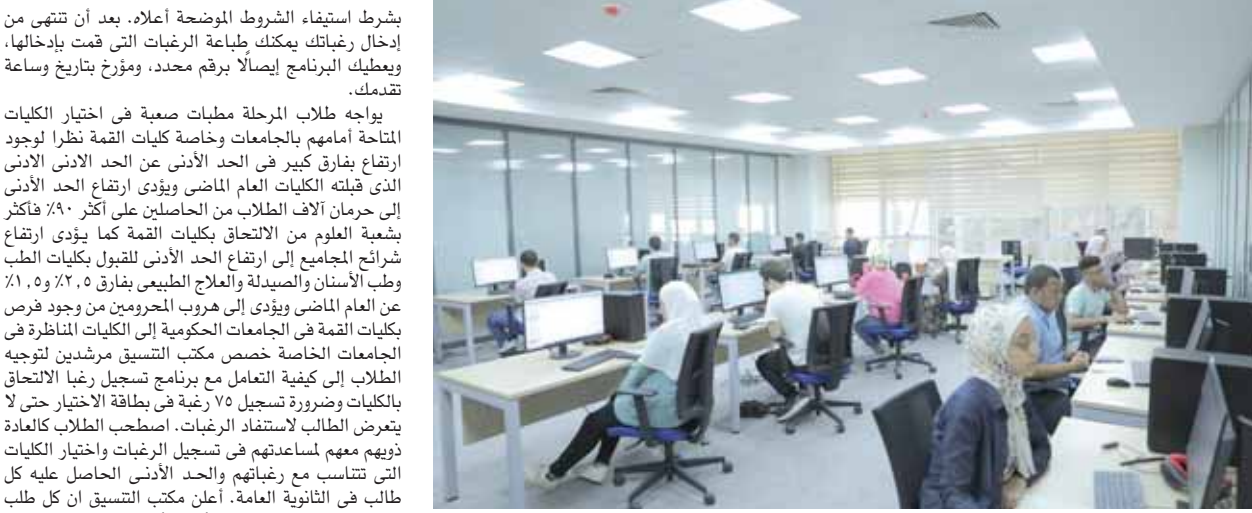 بشرط استيفاء الشروط الموضحة أعلاه. بعد أن تنتهى من
إدخال رغباتك يمكنك طباعة الرغبات التى قمت بإدخالها،
ويعطيك البرنامج إيصالًا برقم محدد، ومؤرخ بتاريخ وساعة
تقدمك.
يواجه طلاب المرحلة مطبات صعبة فى اختيار الكليات
المتاحة أمامهم بالجامعات وخاصة كليات القمة نظرا لوجود
ارتفاع بفارق كبير فى الحد الأدنى عن الحد الادنى الادنى
الذى قبلته الكليات العام الماضى ويؤدى ارتفاع الحد الأدنى
إلى حرمان آلاف الطلاب من الحاصلين على أكثر ٩٠٪ فأكثر
بشعبة العلوم من الالتحاق بكليات القمة كما يؤدى ارتفاع
شرائح المجاميع إلى ارتفاع الحد الأدنى للقبول بكليات الطب
وطب الأسنان والصيدلة والعلاج الطبيعى بفارق ٢,٥٪ و١,٥٪
عن العام الماضى ويؤدى إلى هروب المحرومين من وجود فرص
بكليات القمة فى الجامعات الحكومية إلى الكليات المناظرة فى
الجامعات الخاصة خصص مكتب التنسيق مرشدين لتوجيه
الطلاب إلى كيفية التعامل مع برنامج تسجيل رغبا الالتحاق
بالكليات وضرورة تسجيل ٧٥ رغبة فى بطاقة الاختيار حتى لا
يتعرض الطالب لاستنفاد الرغبات. اصطحب الطلاب كالعادة
ذويهم معهم لمساعدتهم فى تسجيل الرغبات واختيار الكليات
التى تتناسب مع رغباتهم والحد الأدنى الحاصل عليه كل
طالب فى الثانوية العامة. أعلن مكتب التنسيق ان كل طلب